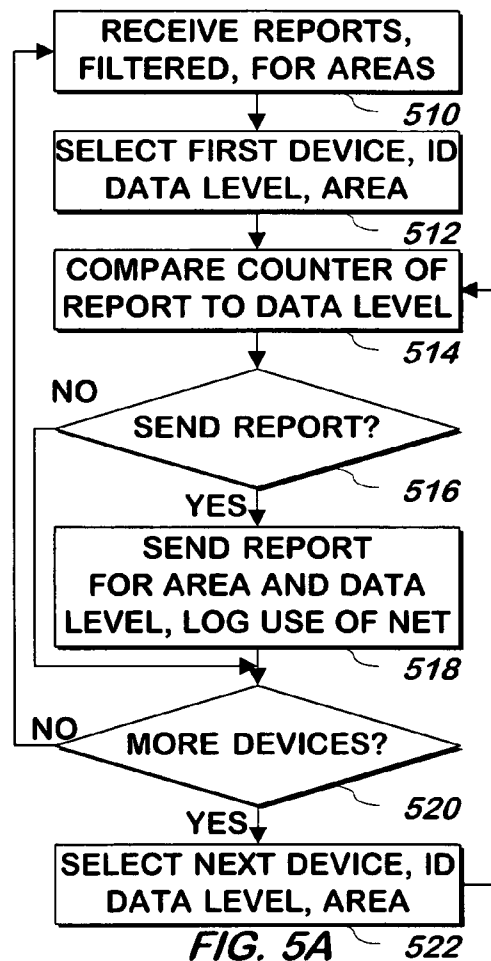 RECEIVE REPORTS,
FILTERED, FOR AREAS
510
SELECT FIRST DEVICE, ID
DATA LEVEL, AREA
512
COMPARE COUNTER OF
REPORT TO DATA LEVEL
514
NO
SEND REPORT?
516
YES
SEND REPORT
FOR AREA AND DATA
LEVEL, LOG USE OF NET
518
NO
MORE DEVICES?
520
YES
SELECT NEXT DEVICE, ID
DATA LEVEL, AREA
522
FIG. 5A